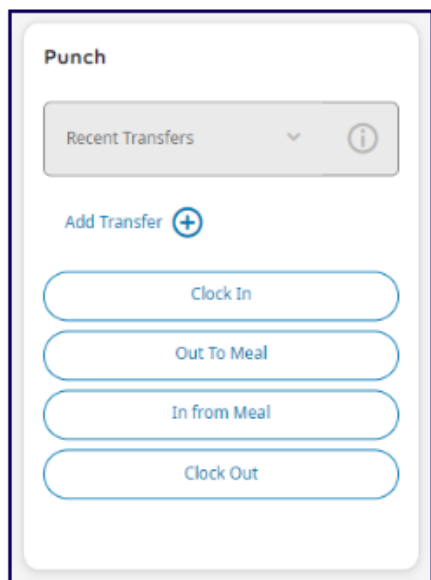 Punch
Recent Transfers
Add Transfer
Clock In
Out To Meal
In from Meal
Clock Out